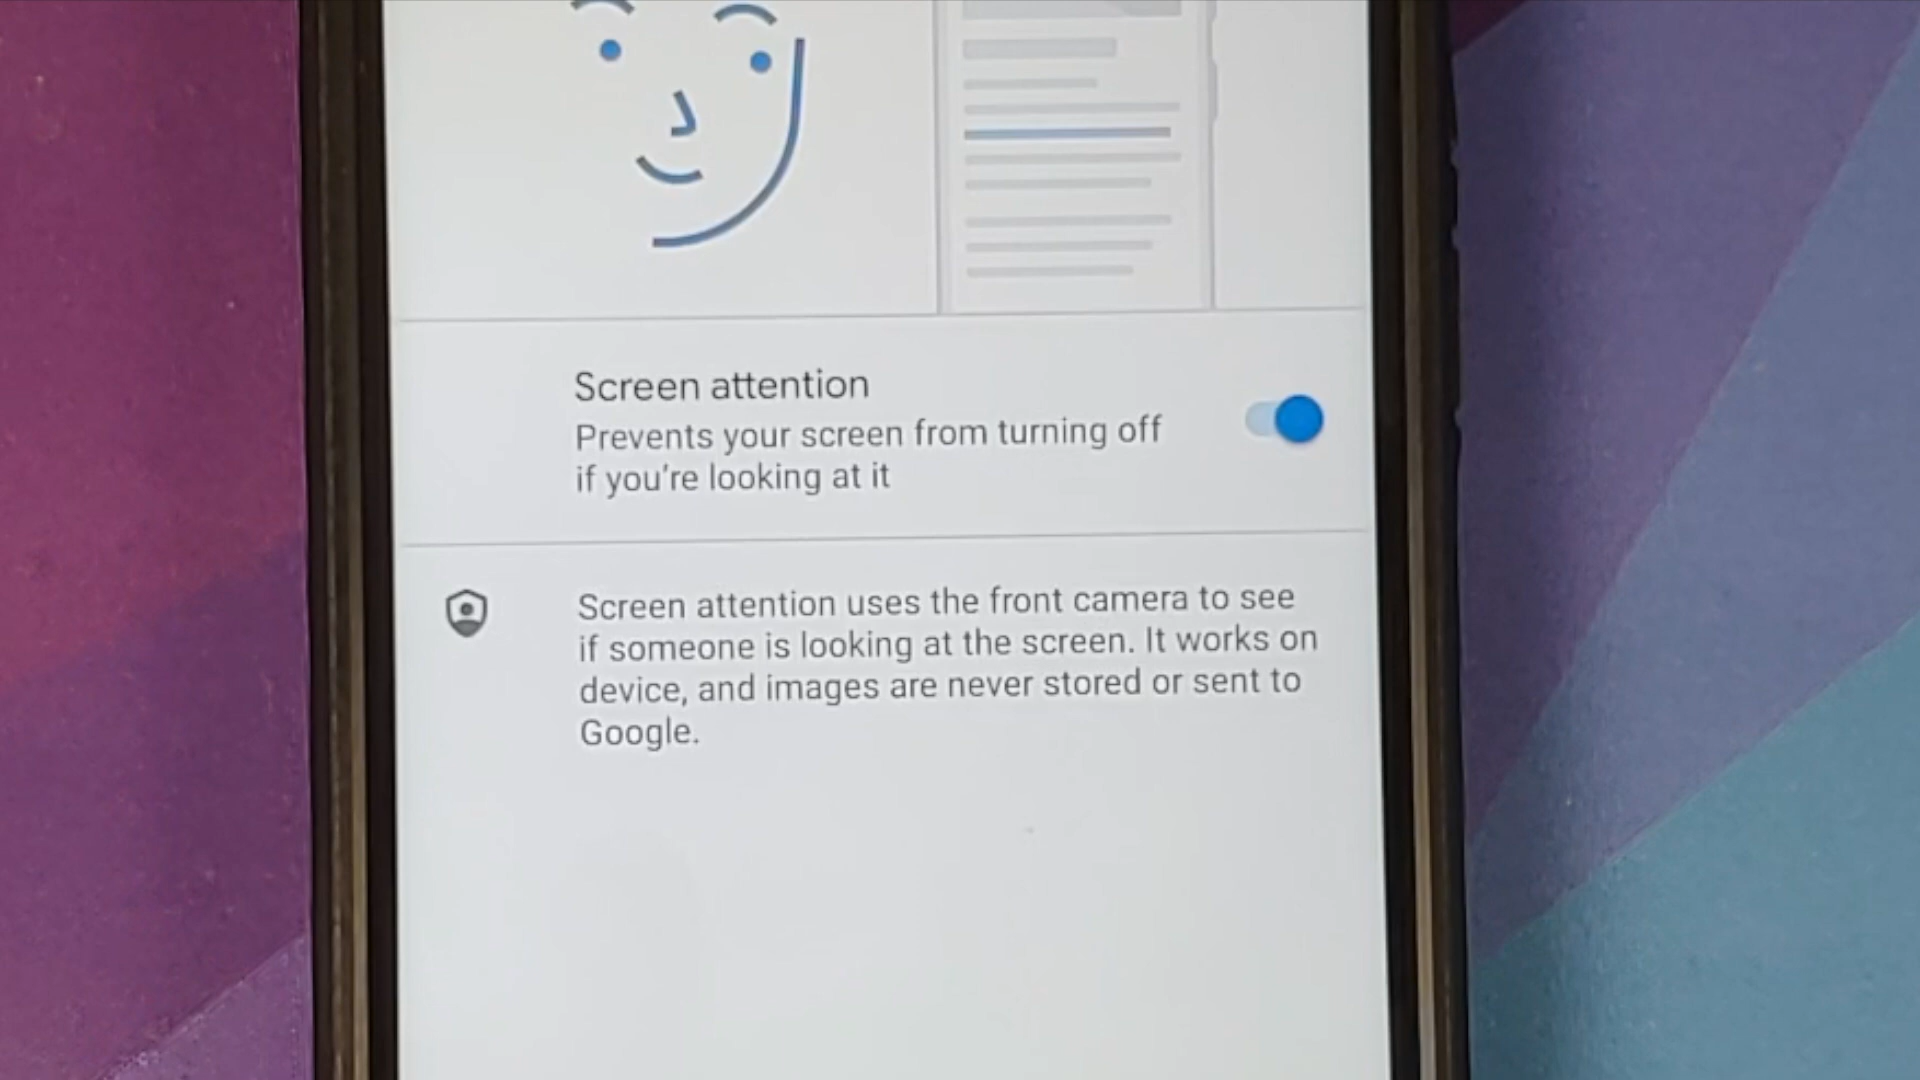 Screen attention
Prevents your screen from turning off
if you're looking at it
Screen attention uses the front camera to see
if someone is looking at the screen. It works on
device, and images are never stored or sent to
Google.